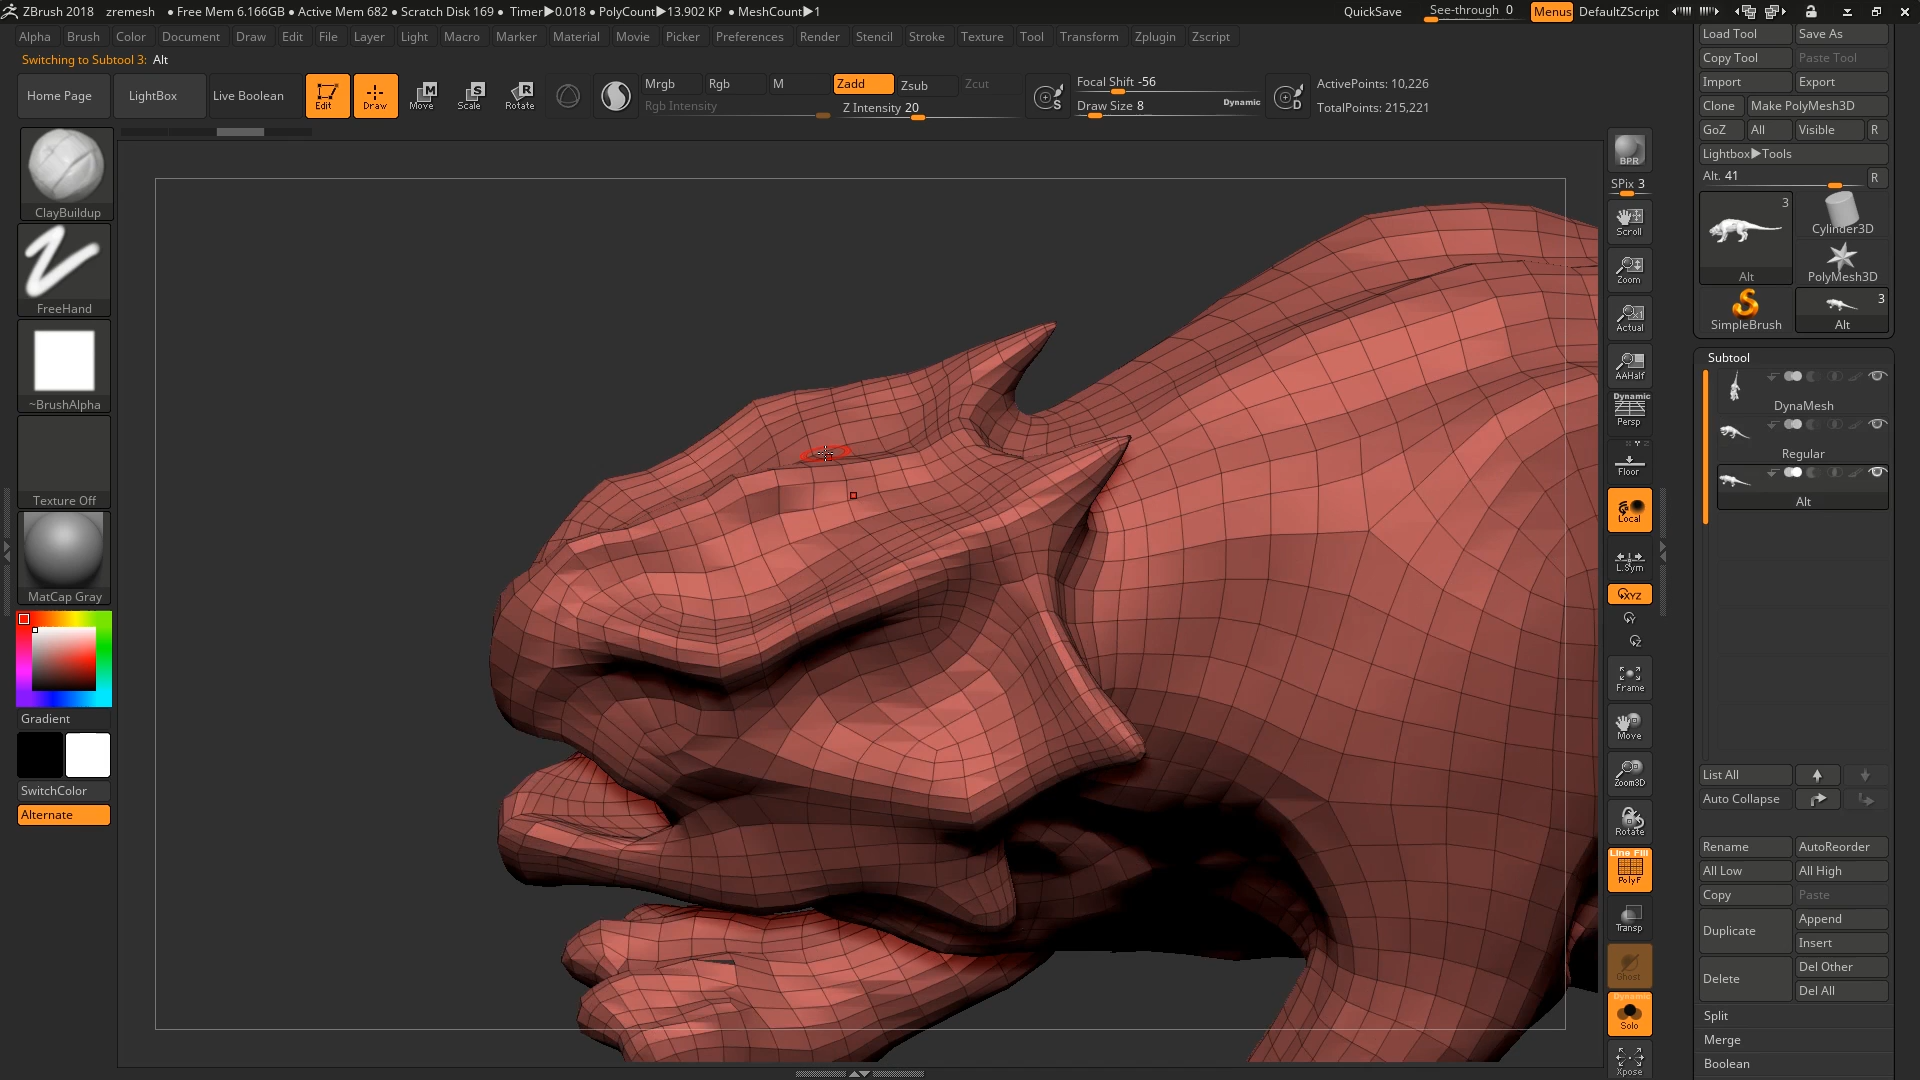 ZBrush 2018 zremesh • Free Mem 6.166GB • Active Mem 682 • Scratch Disk 169 • Timer▶0.018 • PolyCount▶13.902 KP • MeshCount▶1 QuickSave See-through 0 Menus DefaultZScript
Alpha Brush Color Document Draw Edit File Layer Light Macro Marker Material Movie Picker Preferences Render Stencil Stroke Texture Tool Transform Zplugin Zscript
Switching to Subtool 3: Alt
Home Page LightBox Live Boolean Edit Draw Move Scale Rotate
M S R
Mrgb Rgb M Zadd Zsub Zcut
Rgb Intensity Z Intensity 20
S Focal Shift -56
Draw Size 8 Dynamic
D ActivePoints: 10,226
TotalPoints: 215,221
ClayBuildup
FreeHand
~BrushAlpha
Texture Off
MatCap Gray
Gradient
SwitchColor
Alternate
BPR
SPix 3
Scroll
Zoom
Actual
AAHalf
Dynamic
Persp
Floor
Local
L.Sym
XYZ
Y
Z
Frame
Move
Zoom3D
Rotate
Line Fill
PolyF
Transp
Ghost
Dynamic
Solo
Xpose
Load Tool Save As
Copy Tool Paste Tool
Import Export
Clone Make PolyMesh3D
GoZ All Visible R
Lightbox▶Tools
Alt. 41 R
3
Cylinder3D
Alt PolyMesh3D
3
SimpleBrush Alt
Subtool
DynaMesh
Regular
Alt
List All
Auto Collapse
Rename AutoReorder
All Low All High
Copy Paste
Duplicate Append
Insert
Delete Del Other
Del All
Split
Merge
Boolean